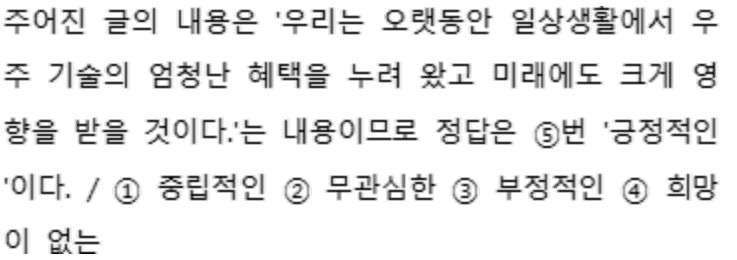 주어진 글의 내용은 '우리는 오랫동안 일상생활에서 우
주 기술의 엄청난 혜택을 누려 왔고 미래에도 크게 영
향을 받을 것이다.'는 내용이므로 정답은 ⑤번 '긍정적인
'이다. / ① 중립적인 ② 무관심한 ③ 부정적인 ④ 희망
이 없는